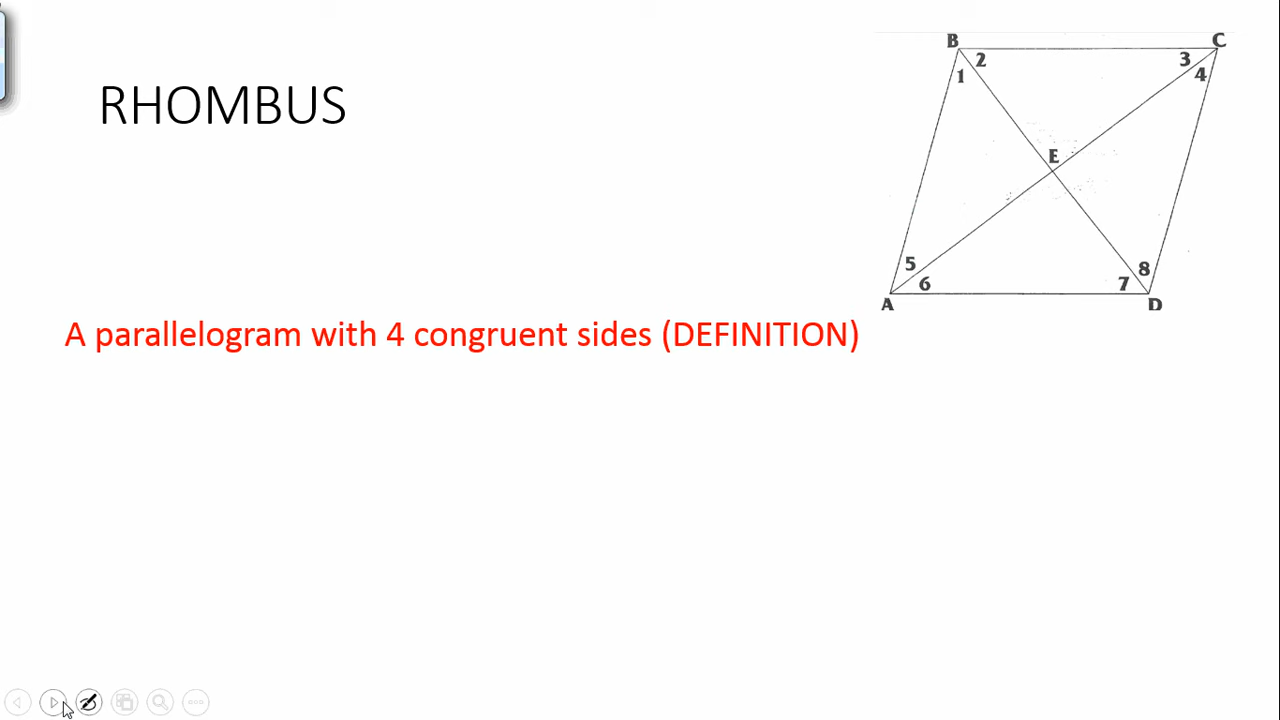 RHOMBUS
B
C
2
3
1
4
E
5
8
6
7
A
D
A parallelogram with 4 congruent sides (DEFINITION)